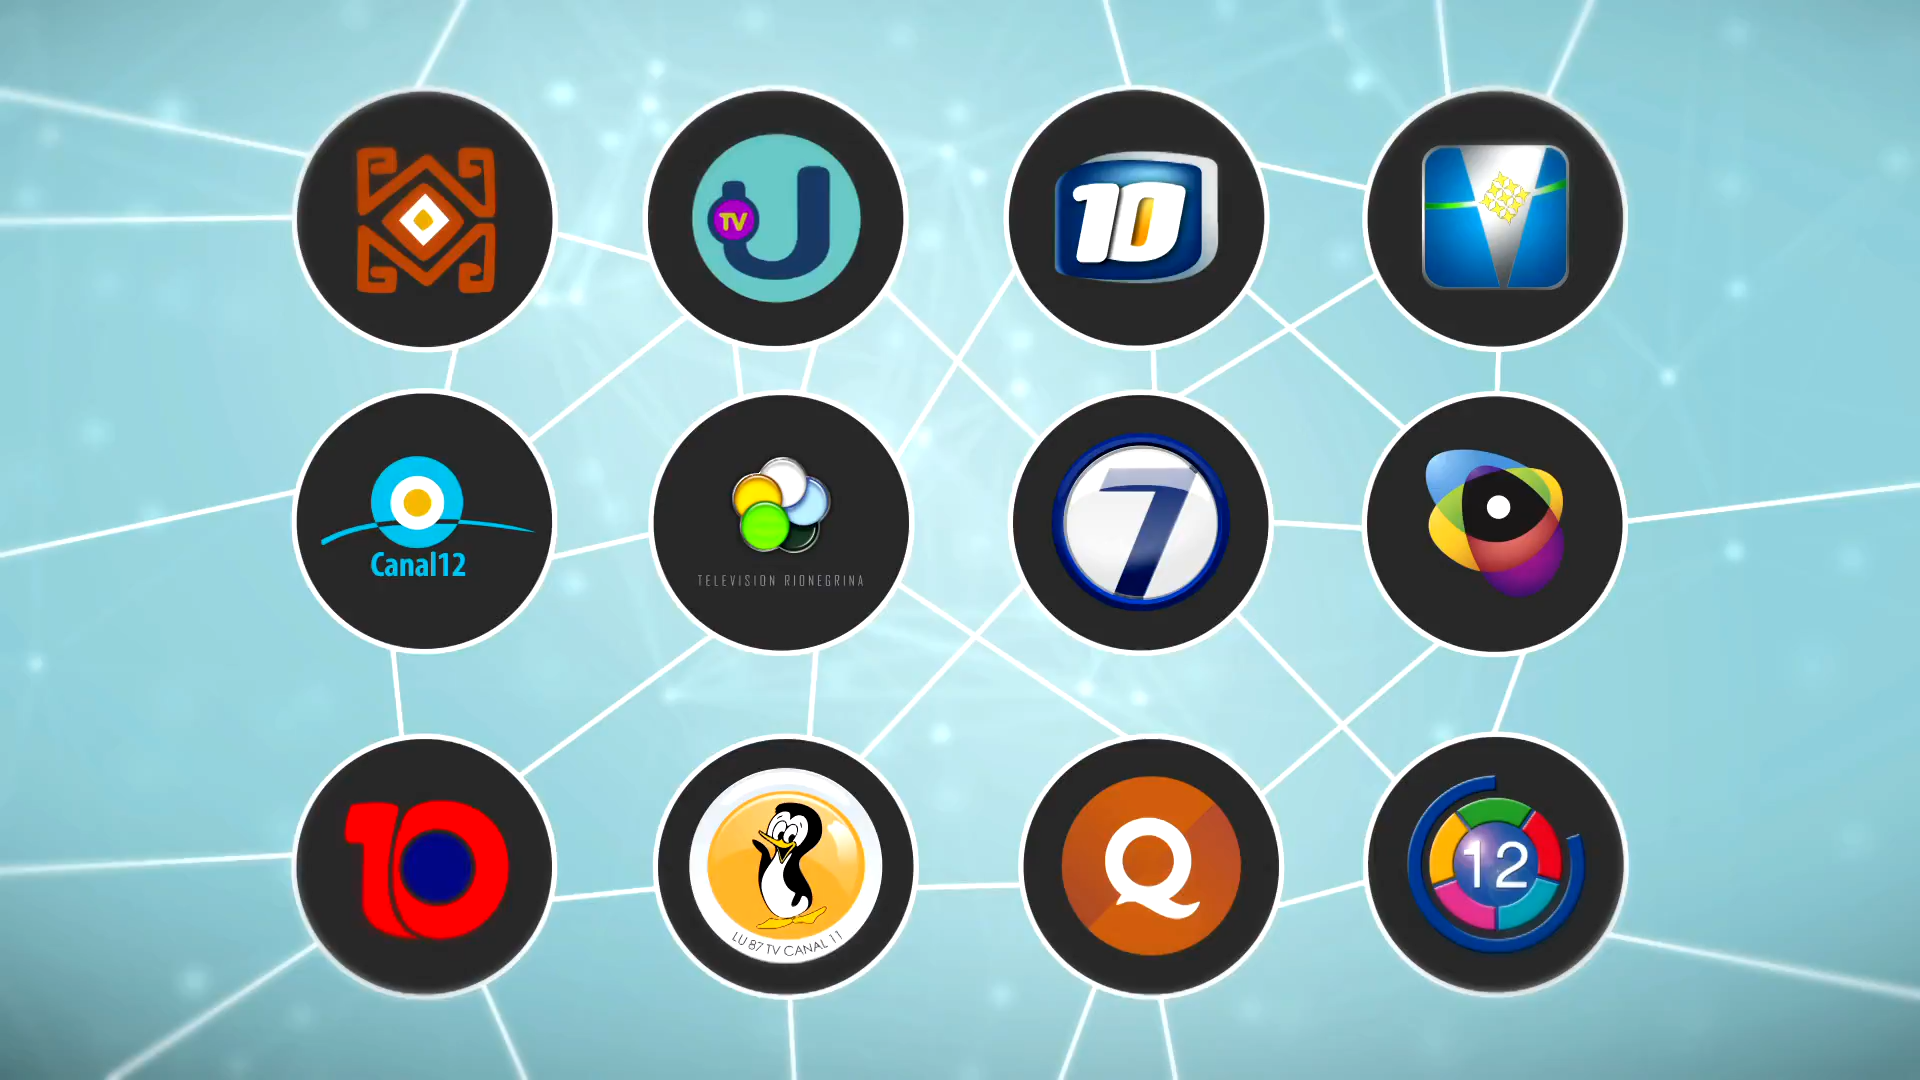 TV U
10
Canal12
TELEVISION RIONEGRINA
7
10
LU 87 TV CANAL 11
Q
12